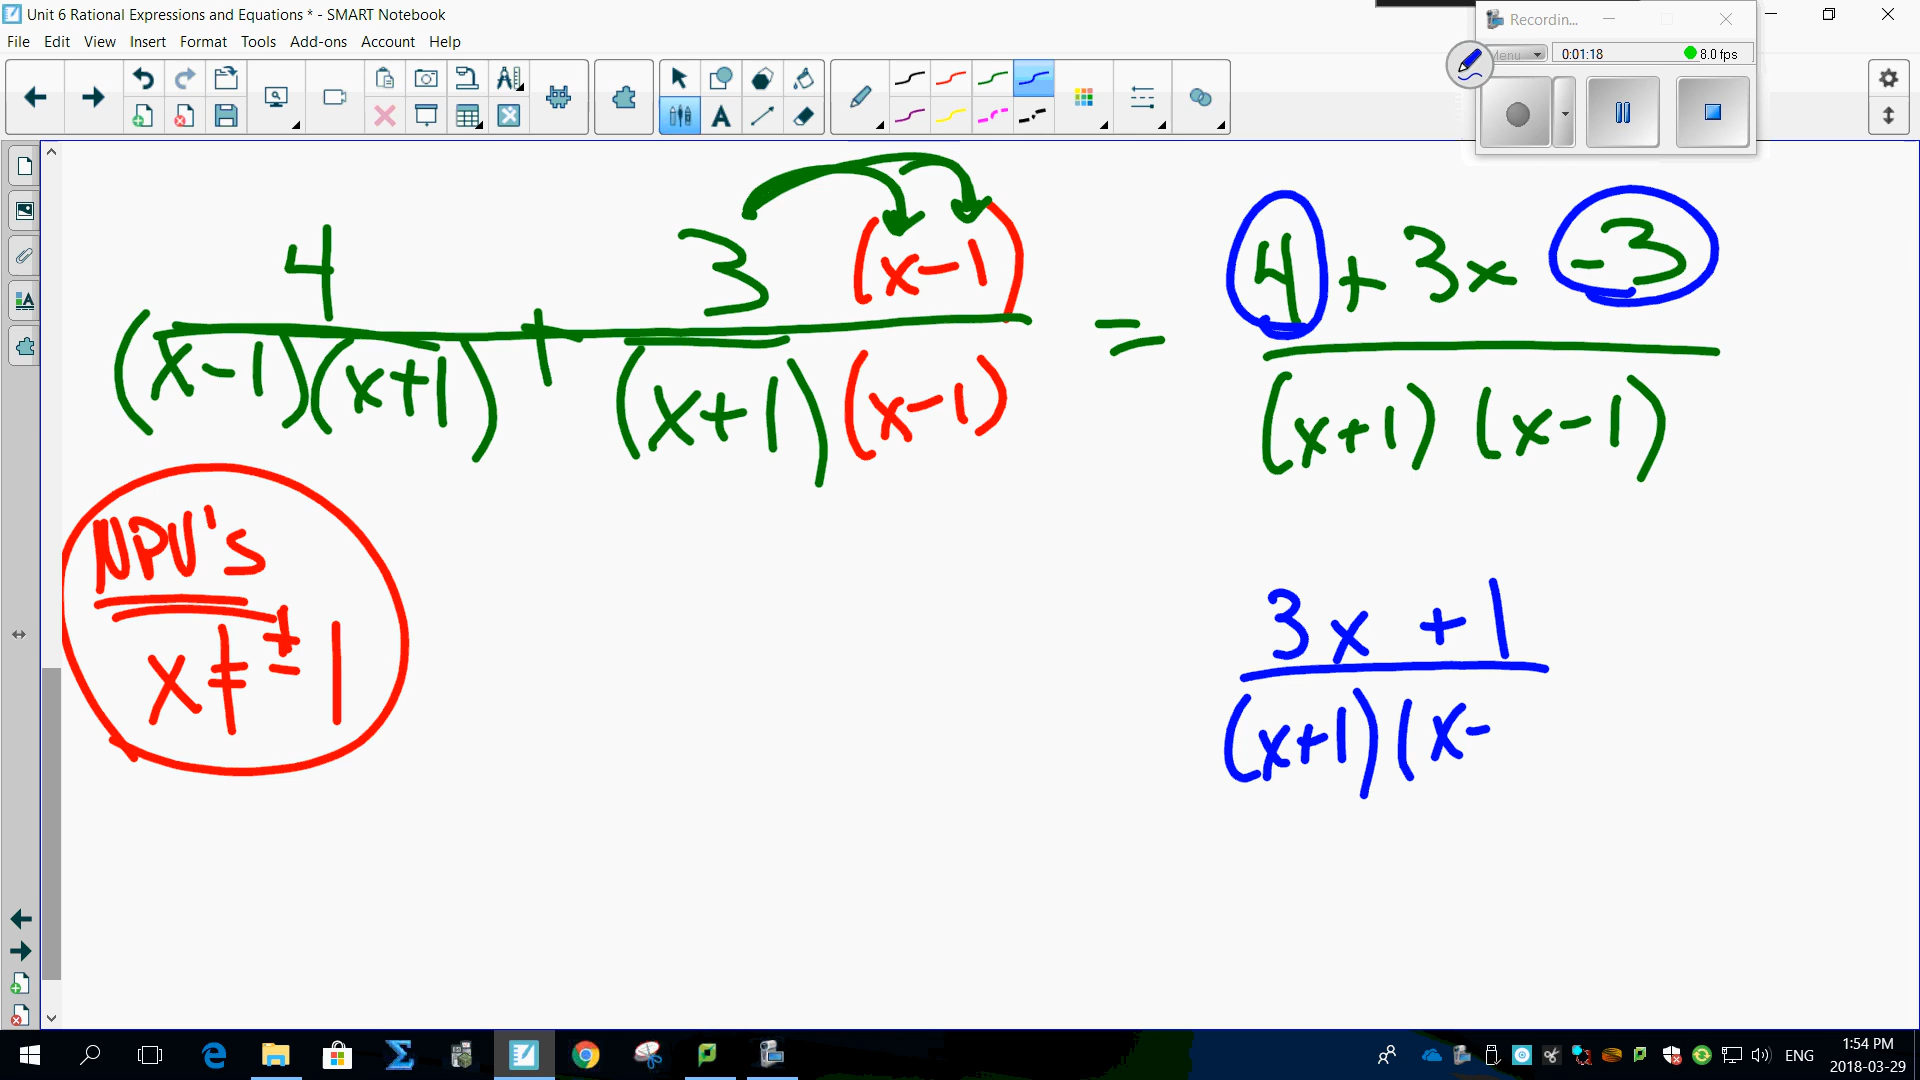 Unit 6 Rational Expressions and Equations * - SMART Notebook
File Edit View Insert Format Tools Add-ons Account Help
Recordin...
Menu 0:01:18 8.0 fps
4 + 3 (x-1) = 4 + 3x -3
(x-1)(x+1) (x+1)(x-1) (x+1) (x-1)
NPV's
x ≠ ± 1
3x + 1
(x+1)(x-
ENG
1:54 PM
2018-03-29